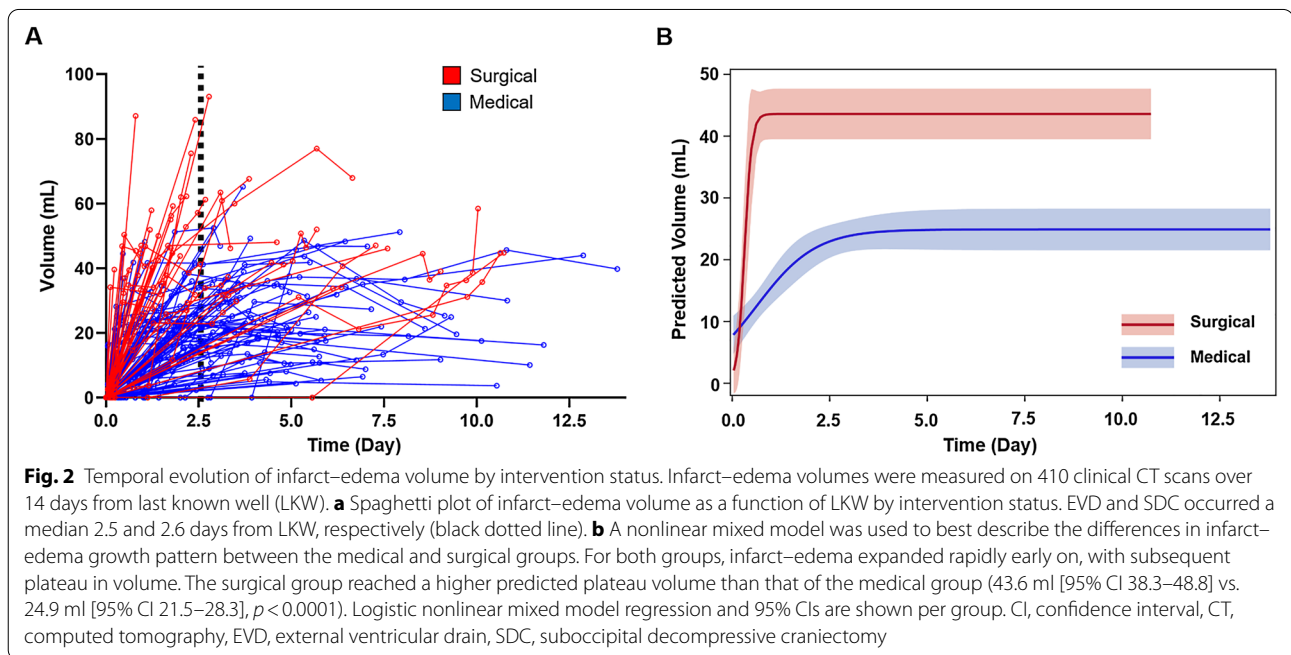 A
B
100
80
60
40
20
0
Volume (mL)
Surgical
Medical
0.0 2.5 5.0 7.5 10.0 12.5
Time (Day)
50
40
30
20
10
0
Predicted Volume (mL)
Surgical
Medical
0.0 2.5 5.0 7.5 10.0 12.5
Time (Day)
Fig. 2 Temporal evolution of infarct–edema volume by intervention status. Infarct–edema volumes were measured on 410 clinical CT scans over
14 days from last known well (LKW). a Spaghetti plot of infarct–edema volume as a function of LKW by intervention status. EVD and SDC occurred a
median 2.5 and 2.6 days from LKW, respectively (black dotted line). b A nonlinear mixed model was used to best describe the differences in infarct–
edema growth pattern between the medical and surgical groups. For both groups, infarct–edema expanded rapidly early on, with subsequent
plateau in volume. The surgical group reached a higher predicted plateau volume than that of the medical group (43.6 ml [95% CI 38.3–48.8] vs.
24.9 ml [95% CI 21.5–28.3], p < 0.0001). Logistic nonlinear mixed model regression and 95% CIs are shown per group. CI, confidence interval, CT,
computed tomography, EVD, external ventricular drain, SDC, suboccipital decompressive craniectomy